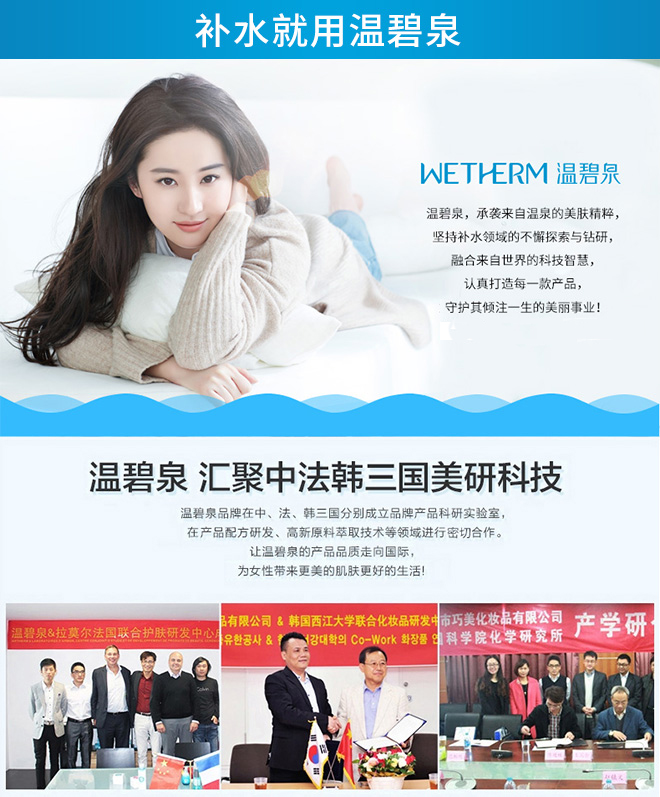 补水就用温碧泉
WETHERM 温碧泉
温碧泉，承袭来自温泉的美肤精粹，
坚持补水领域的不懈探索与钻研，
融合来自世界的科技智慧，
认真打造每一款产品，
守护其倾注一生的美丽事业！
温碧泉 汇聚中法韩三国美研科技
温碧泉品牌在中、法、韩三国分别成立品牌产品科研实验室，
在产品配方研发、高新原料萃取技术等领域进行密切合作。
让温碧泉的产品品质走向国际，
为女性带来更美的肌肤更好的生活！
温碧泉&拉莫尔法国联合护肤研发中心成
品有限公司 & 韩国西江大学联合化妆品研发中
유한공사 & 서강대학의 Co-Work 화장품 연
市巧美化妆品有限公司
科学院化学研究所
产学研